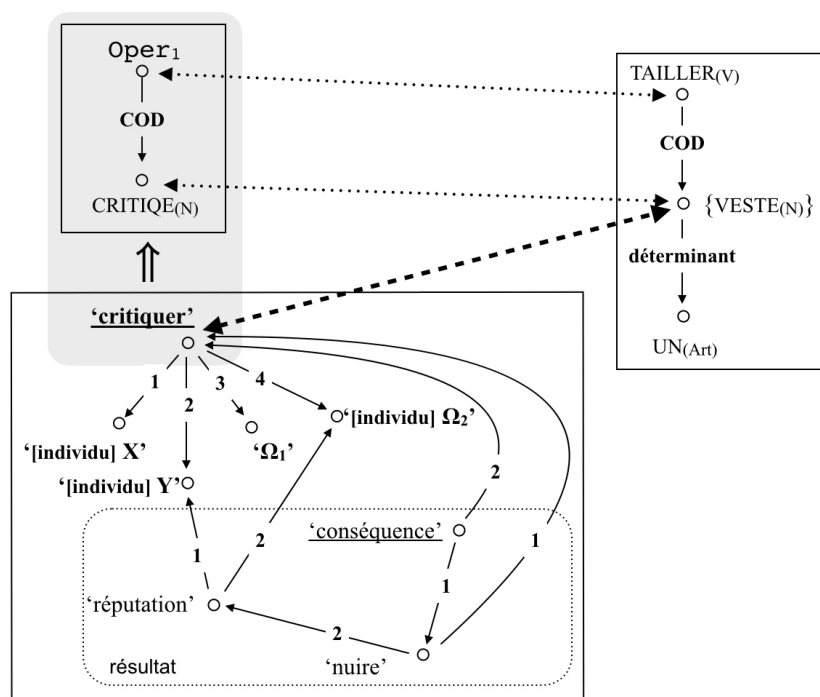 Oper₁
COD
CRITIQE(N)
TAILLER(V)
COD
{VESTE(N)}
déterminant
UN(Art)
⇑
‘critiquer’
1
2
3
4
‘[individu] X’
‘Ω₁’
‘[individu] Ω₂’
‘[individu] Y’
2
‘conséquence’
1
2
1
1
‘réputation’
2
résultat
‘nuire’